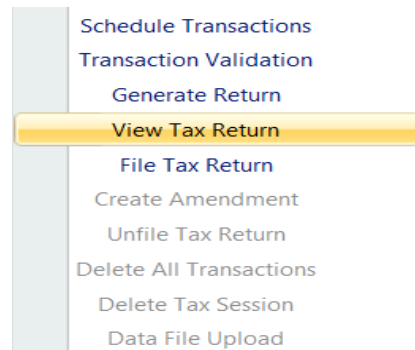 Schedule Transactions
Transaction Validation
Generate Return
View Tax Return
File Tax Return
Create Amendment
Unfile Tax Return
Delete All Transactions
Delete Tax Session
Data File Upload